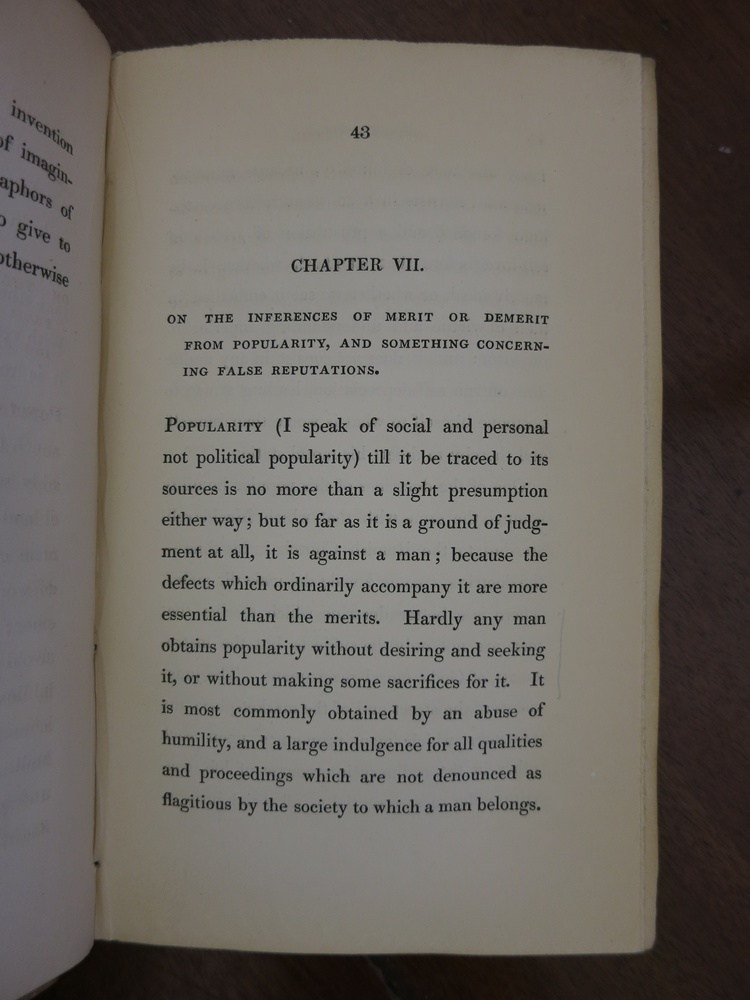 invention
of imagin-
aphors of
give to
otherwise
43
CHAPTER VII.
ON THE INFERENCES OF MERIT OR DEMERIT
FROM POPULARITY, AND SOMETHING CONCERN-
ING FALSE REPUTATIONS.
POPULARITY (I speak of social and personal
not political popularity) till it be traced to its
sources is no more than a slight presumption
either way; but so far as it is a ground of judg-
ment at all, it is against a man; because the
defects which ordinarily accompany it are more
essential than the merits. Hardly any man
obtains popularity without desiring and seeking
it, or without making some sacrifices for it. It
is most commonly obtained by an abuse of
humility, and a large indulgence for all qualities
and proceedings which are not denounced as
flagitious by the society to which a man belongs.